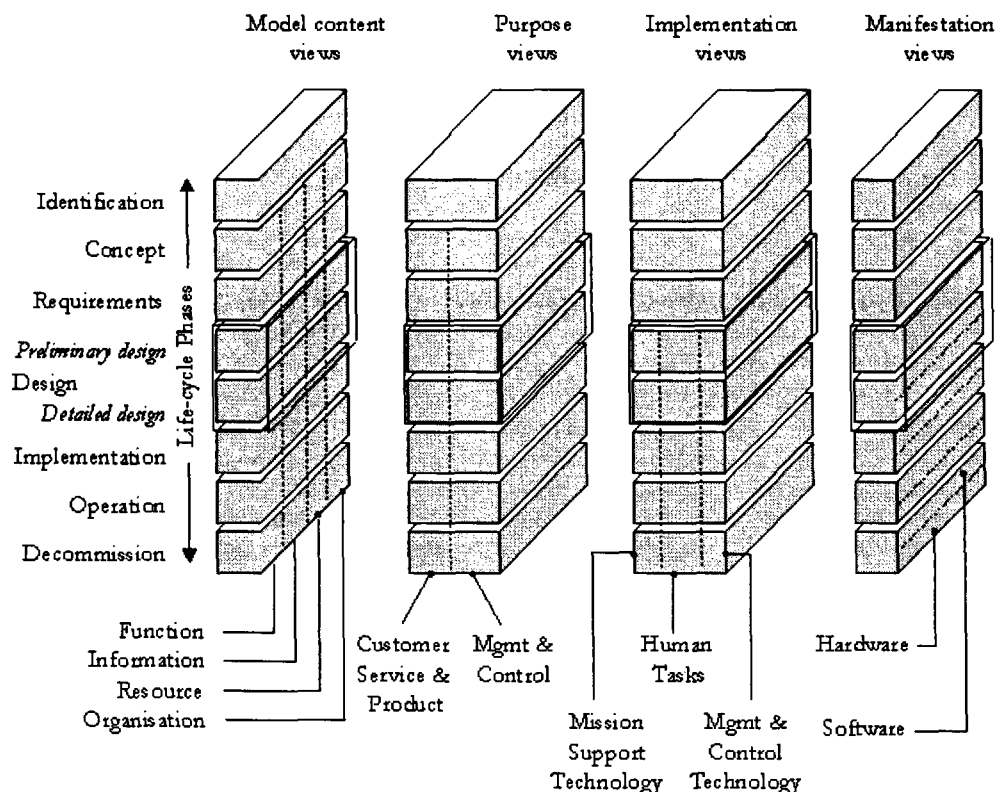 Model content
views
Purpose
views
Implementation
views
Manifestation
views
Life-cycle Phases
Identification
Concept
Requirements
Preliminary design
Design
Detailed design
Implementation
Operation
Decommission
Function
Information
Resource
Organisation
Customer
Service &
Product
Mgmt &
Control
Human
Tasks
Mission
Support
Technology
Mgmt &
Control
Technology
Hardware
Software